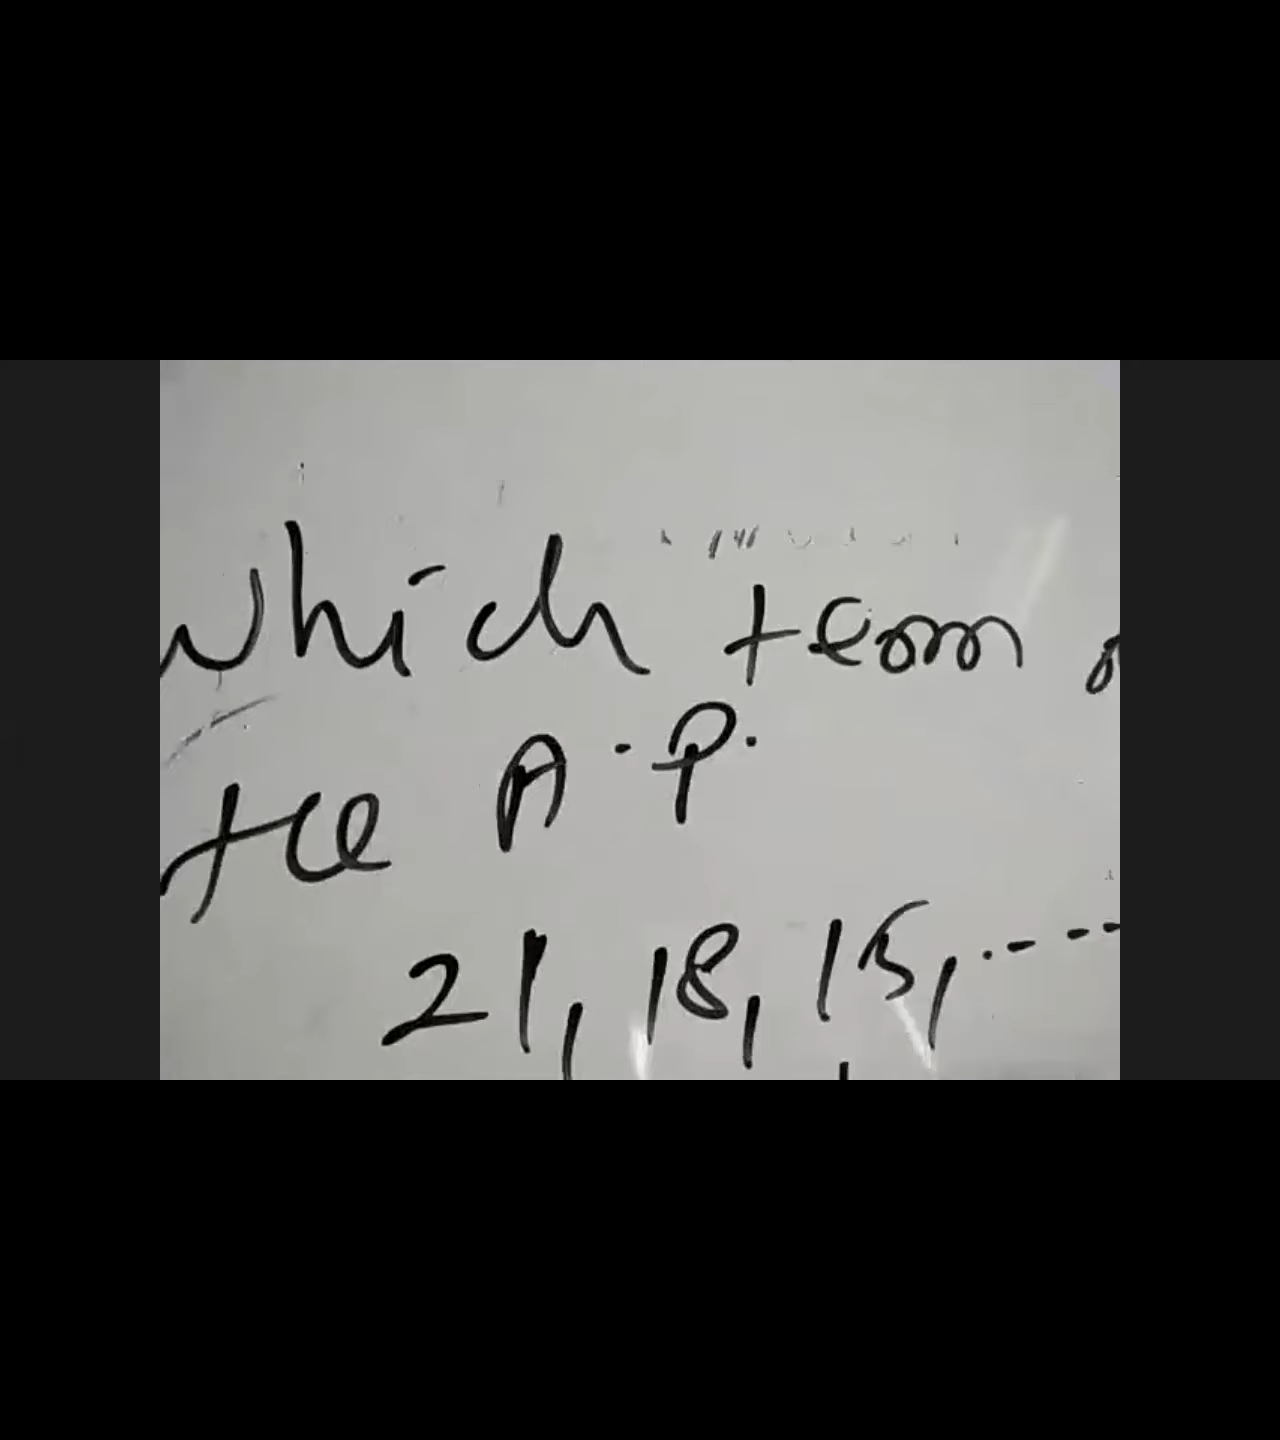 which term
the A.P.
21, 18, 15, .----